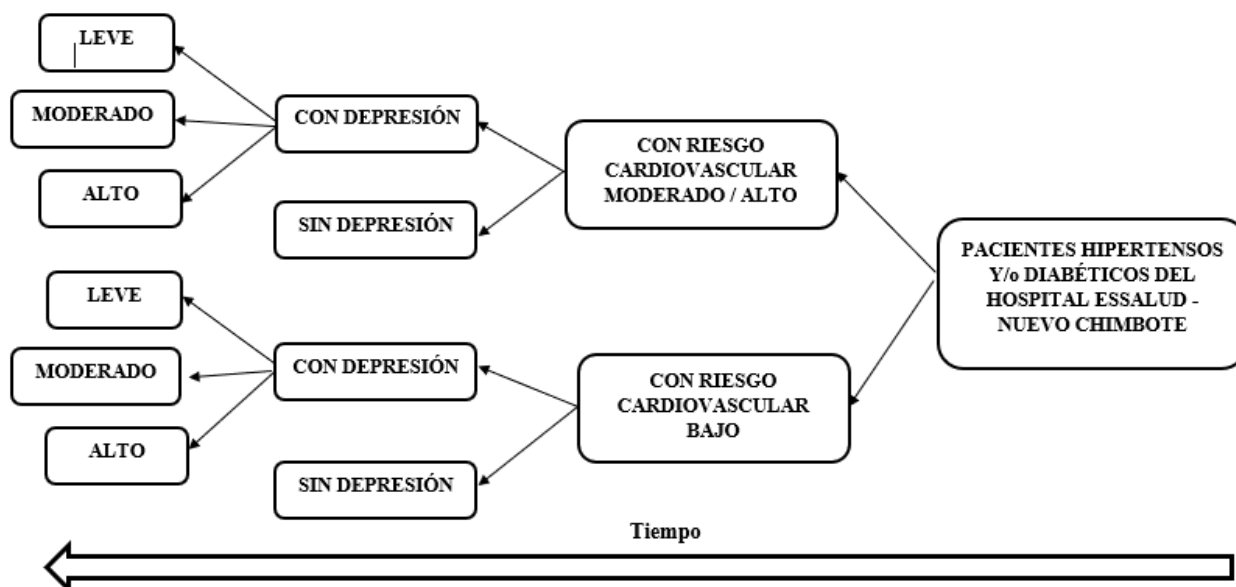 LEVE
MODERADO
ALTO
CON DEPRESIÓN
SIN DEPRESIÓN
CON RIESGO
CARDIOVASCULAR
MODERADO / ALTO
LEVE
MODERADO
ALTO
CON DEPRESIÓN
SIN DEPRESIÓN
CON RIESGO
CARDIOVASCULAR
BAJO
PACIENTES HIPERTENSOS
Y/o DIABÉTICOS DEL
HOSPITAL ESSALUD -
NUEVO CHIMBOTE
Tiempo